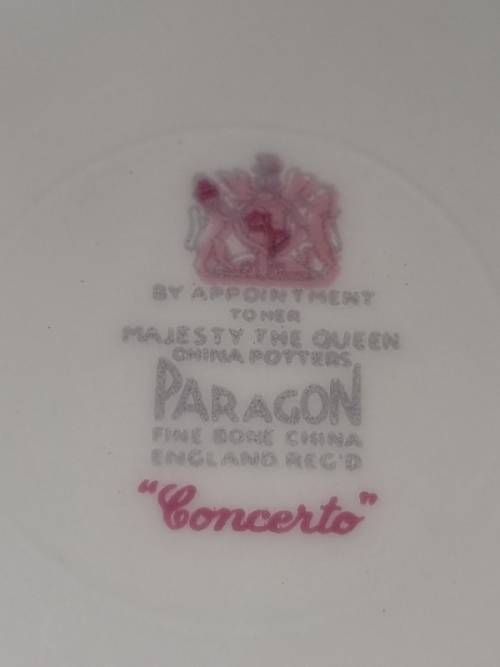 BY APPOINTMENT
TO HER
MAJESTY THE QUEEN
CHINA POTTERS
PARAGON
FINE BONE CHINA
ENGLAND REG'D
"Concerto"